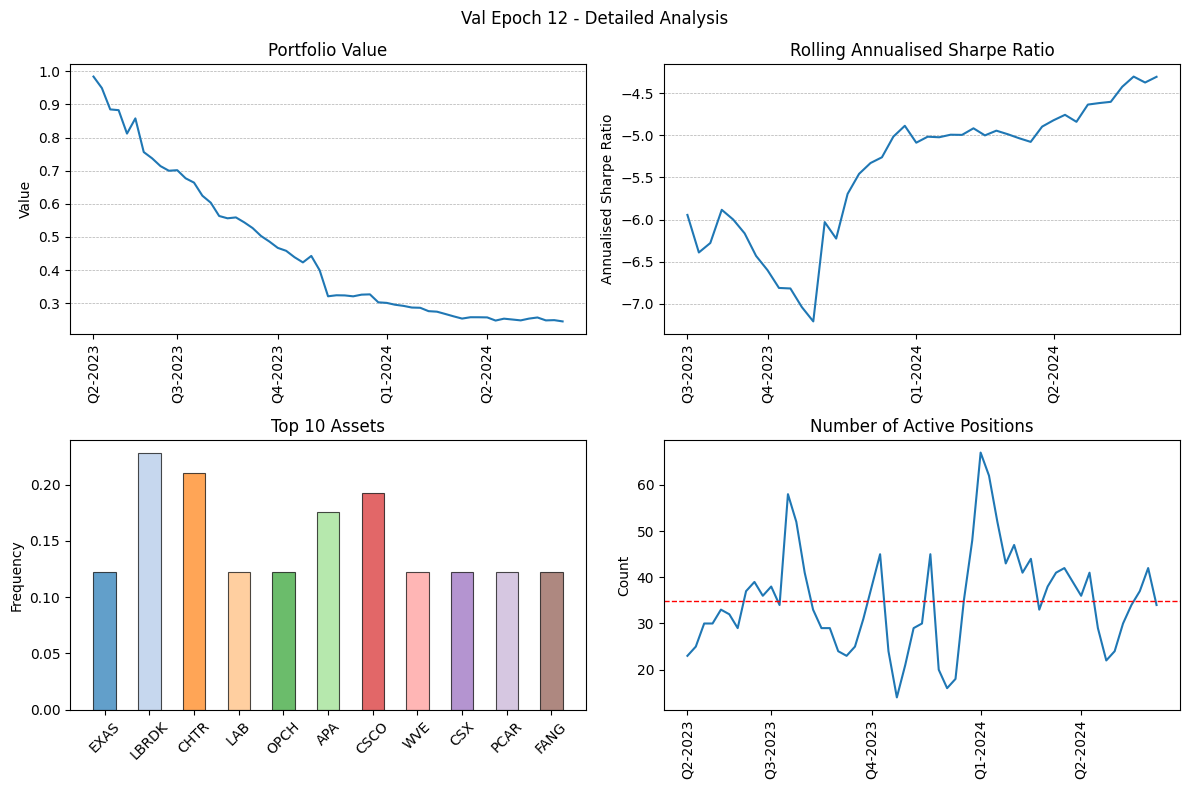 Val Epoch 12 - Detailed Analysis
Portfolio Value
Value
1.0
0.9
0.8
0.7
0.6
0.5
0.4
0.3
Q2-2023
Q3-2023
Q4-2023
Q1-2024
Q2-2024
Rolling Annualised Sharpe Ratio
Annualised Sharpe Ratio
−4.5
−5.0
−5.5
−6.0
−6.5
−7.0
Q3-2023
Q4-2023
Q1-2024
Q2-2024
Top 10 Assets
Frequency
0.20
0.15
0.10
0.05
0.00
EXAS
LBRDK
CHTR
LAB
OPCH
APA
CSCO
WVE
CSX
PCAR
FANG
Number of Active Positions
Count
60
50
40
30
20
Q2-2023
Q3-2023
Q4-2023
Q1-2024
Q2-2024